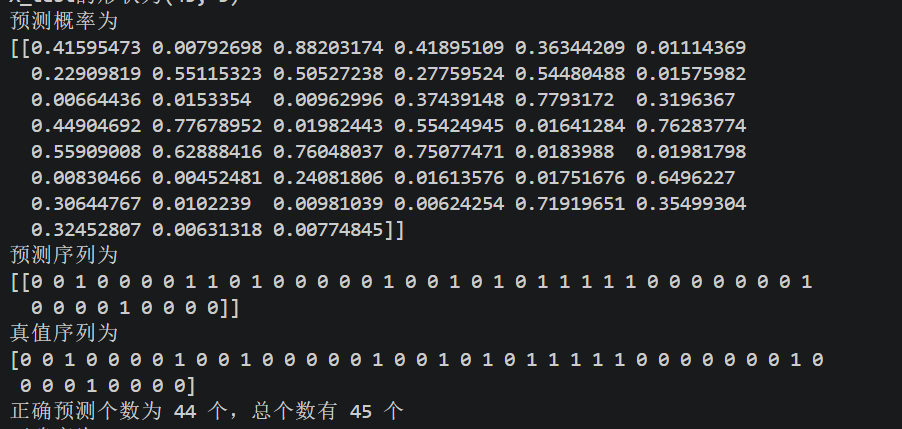 预测概率为
[[0.41595473 0.00792698 0.88203174 0.41895109 0.36344209 0.01114369
  0.22909819 0.55115323 0.50527238 0.27759524 0.54480488 0.01575982
  0.00664436 0.0153354  0.00962996 0.37439148 0.7793172  0.3196367
  0.44904692 0.77678952 0.01982443 0.55424945 0.01641284 0.76283774
  0.55909008 0.62888416 0.76048037 0.75077471 0.0183988  0.01981798
  0.00830466 0.00452481 0.24081806 0.01613576 0.01751676 0.6496227
  0.30644767 0.0102239  0.00981039 0.00624254 0.71919651 0.35499304
  0.32452807 0.00631318 0.00774845]]
预测序列为
[[0 0 1 0 0 0 0 1 1 0 1 0 0 0 0 0 1 0 0 1 0 1 0 1 1 1 1 1 0 0 0 0 0 0 0 1
  0 0 0 0 1 0 0 0 0]]
真值序列为
[0 0 1 0 0 0 0 1 0 0 1 0 0 0 0 0 1 0 0 1 0 1 0 1 1 1 1 1 0 0 0 0 0 0 0 1 0
 0 0 0 1 0 0 0 0]
正确预测个数为 44 个，总个数有 45 个